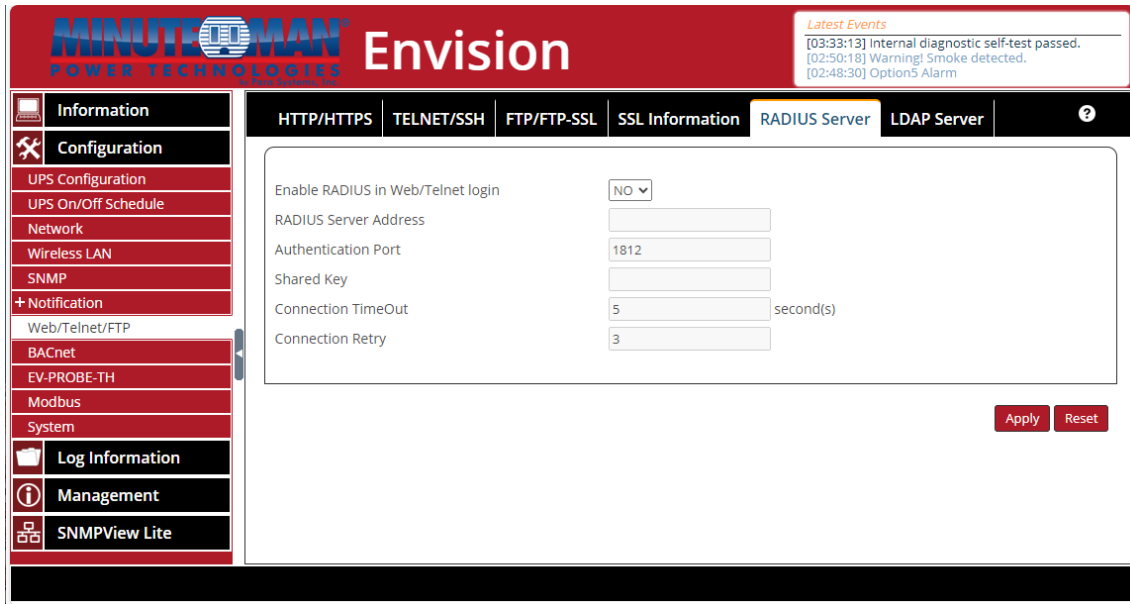 MINUTEMAN
POWER TECHNOLOGIES
by Para Systems, Inc.
Envision
Latest Events
[03:33:13] Internal diagnostic self-test passed.
[02:50:18] Warning! Smoke detected.
[02:48:30] Option5 Alarm
Information
Configuration
UPS Configuration
UPS On/Off Schedule
Network
Wireless LAN
SNMP
+ Notification
Web/Telnet/FTP
BACnet
EV-PROBE-TH
Modbus
System
Log Information
Management
SNMPView Lite
HTTP/HTTPS TELNET/SSH FTP/FTP-SSL SSL Information RADIUS Server LDAP Server ?
Enable RADIUS in Web/Telnet login NO
RADIUS Server Address
Authentication Port 1812
Shared Key
Connection TimeOut 5 second(s)
Connection Retry 3
Apply Reset